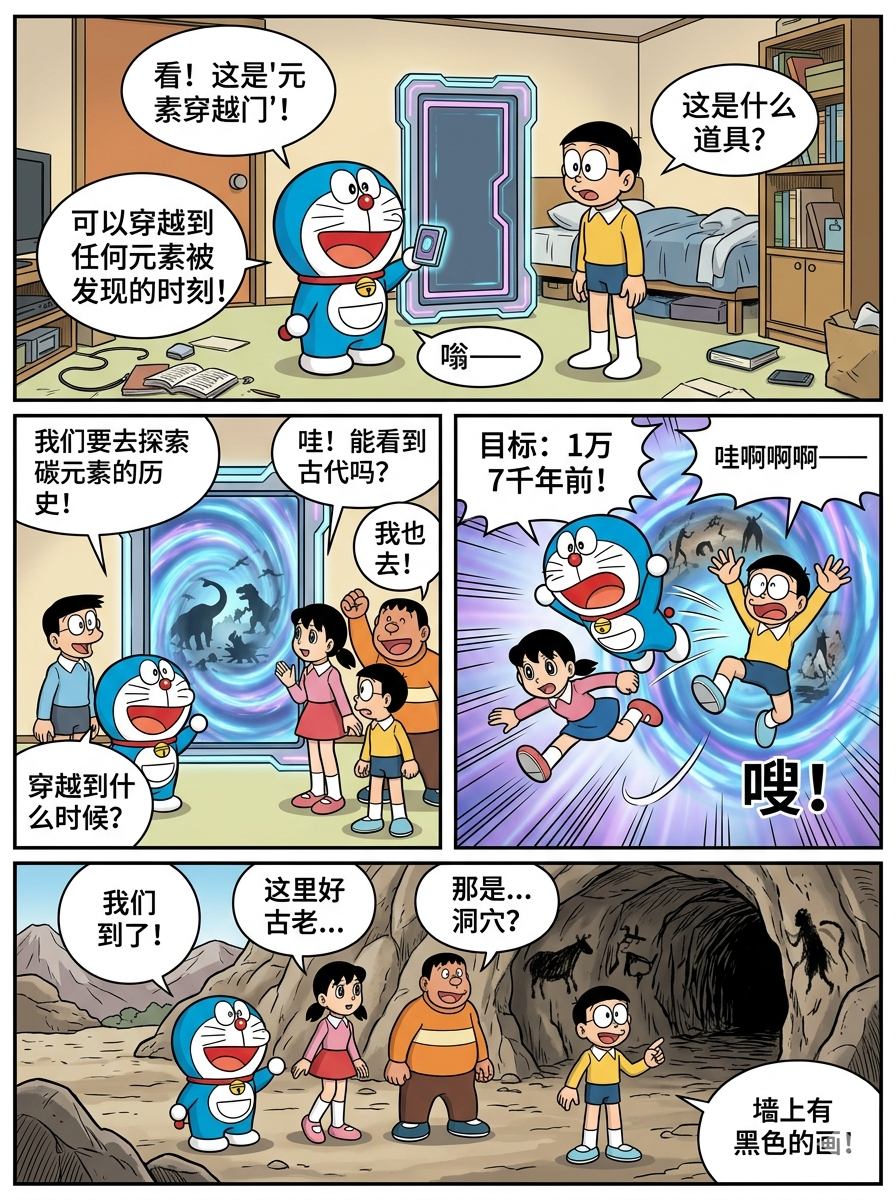 看！这是'元
素穿越门'！
这是什么
道具？
可以穿越到
任何元素被
发现的时刻！
嗡——
我们要去探索
碳元素的历
史！
哇！能看到
古代吗？
我也
去！
穿越到什
么时候？
目标：1万
7千年前！
哇啊啊啊——
嗖！
我们
到了！
这里好
古老...
那是...
洞穴？
墙上有
黑色的画！